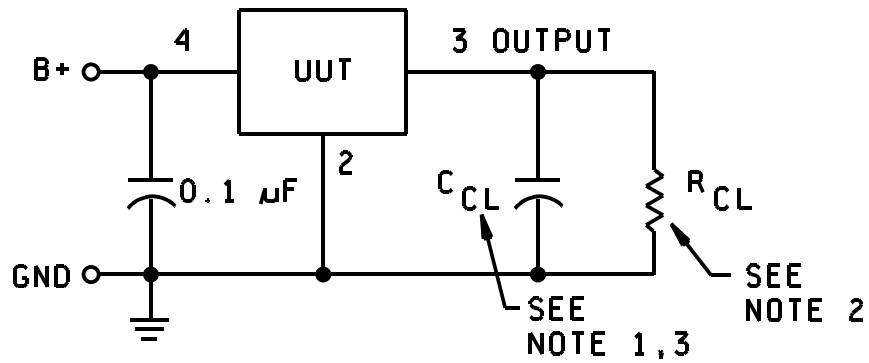 4
3 OUTPUT
B+
UUT
2
0.1 µF
C CL
R CL
GND
SEE
NOTE 2
SEE
NOTE 1,3